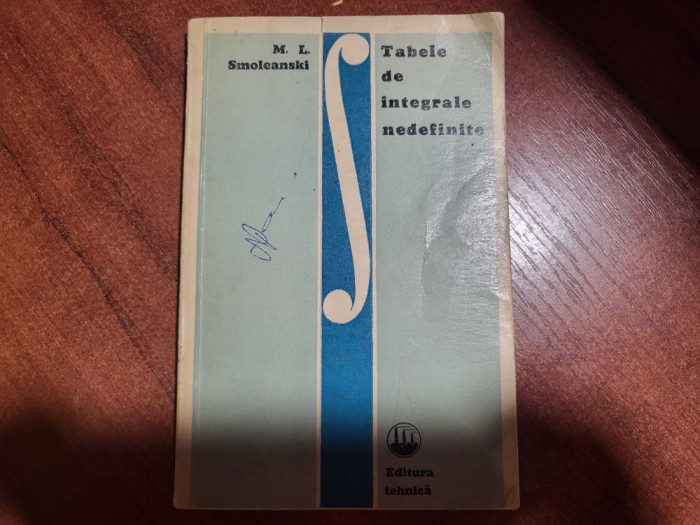 M. L.
Smoleanski
Tabele
de
integrale
nedefinite
Editura
tehnică